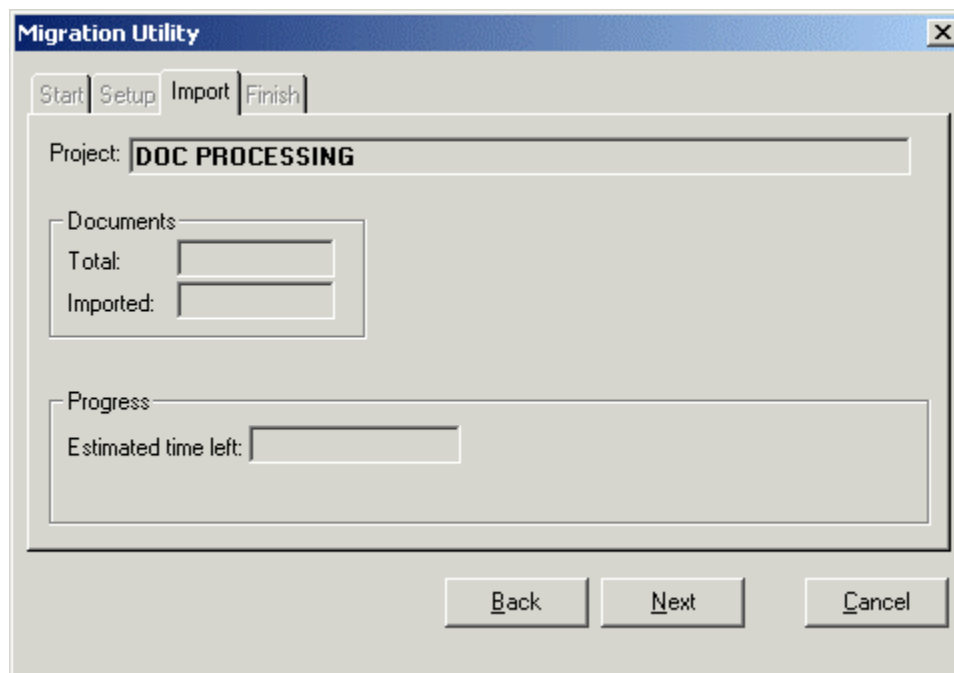 Migration Utility
Start Setup Import Finish
Project: DOC PROCESSING
Documents
Total:
Imported:
Progress
Estimated time left:
Back Next Cancel